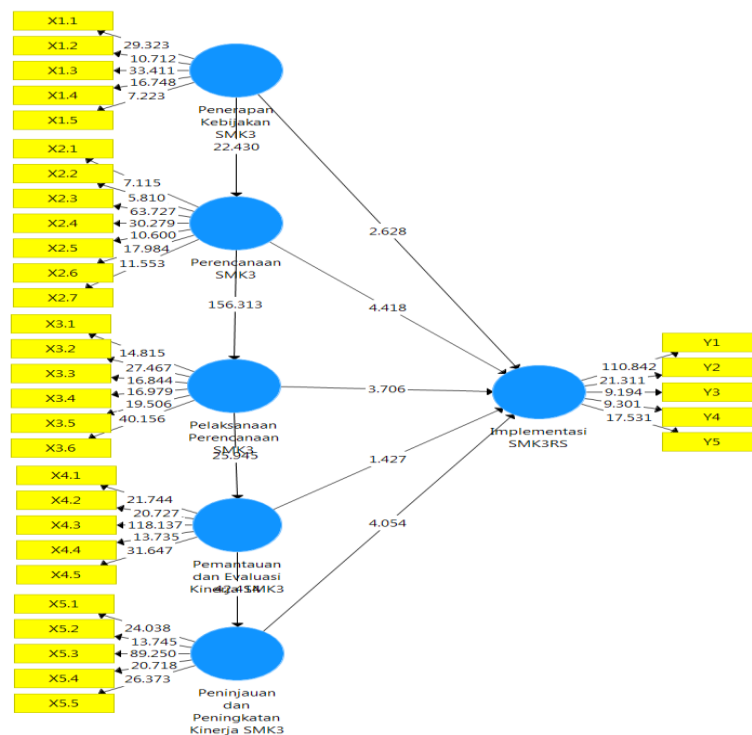 X1.1
X1.2
X1.3
X1.4
X1.5
29.323
10.712
33.411
16.748
7.223
Penerapan
Kebijakan
SMK3
22.430
2.628
X2.1
X2.2
X2.3
X2.4
X2.5
X2.6
X2.7
7.115
5.810
63.727
30.279
10.600
17.984
11.553
Perencanaan
SMK3
156.313
4.418
X3.1
X3.2
X3.3
X3.4
X3.5
X3.6
14.815
27.467
16.844
16.979
19.506
40.156
Pelaksanaan
Perencanaan
SMK3
25.945
3.706
X4.1
X4.2
X4.3
X4.4
X4.5
21.744
20.727
118.137
13.735
31.647
Pemantauan
dan Evaluasi
Kinerja SMK3
1.427
X5.1
X5.2
X5.3
X5.4
X5.5
24.038
13.745
89.250
20.718
26.373
Peninjauan
dan
Peningkatan
Kinerja SMK3
4.054
Implementasi
SMK3RS
110.842
21.311
9.194
9.301
17.531
Y1
Y2
Y3
Y4
Y5